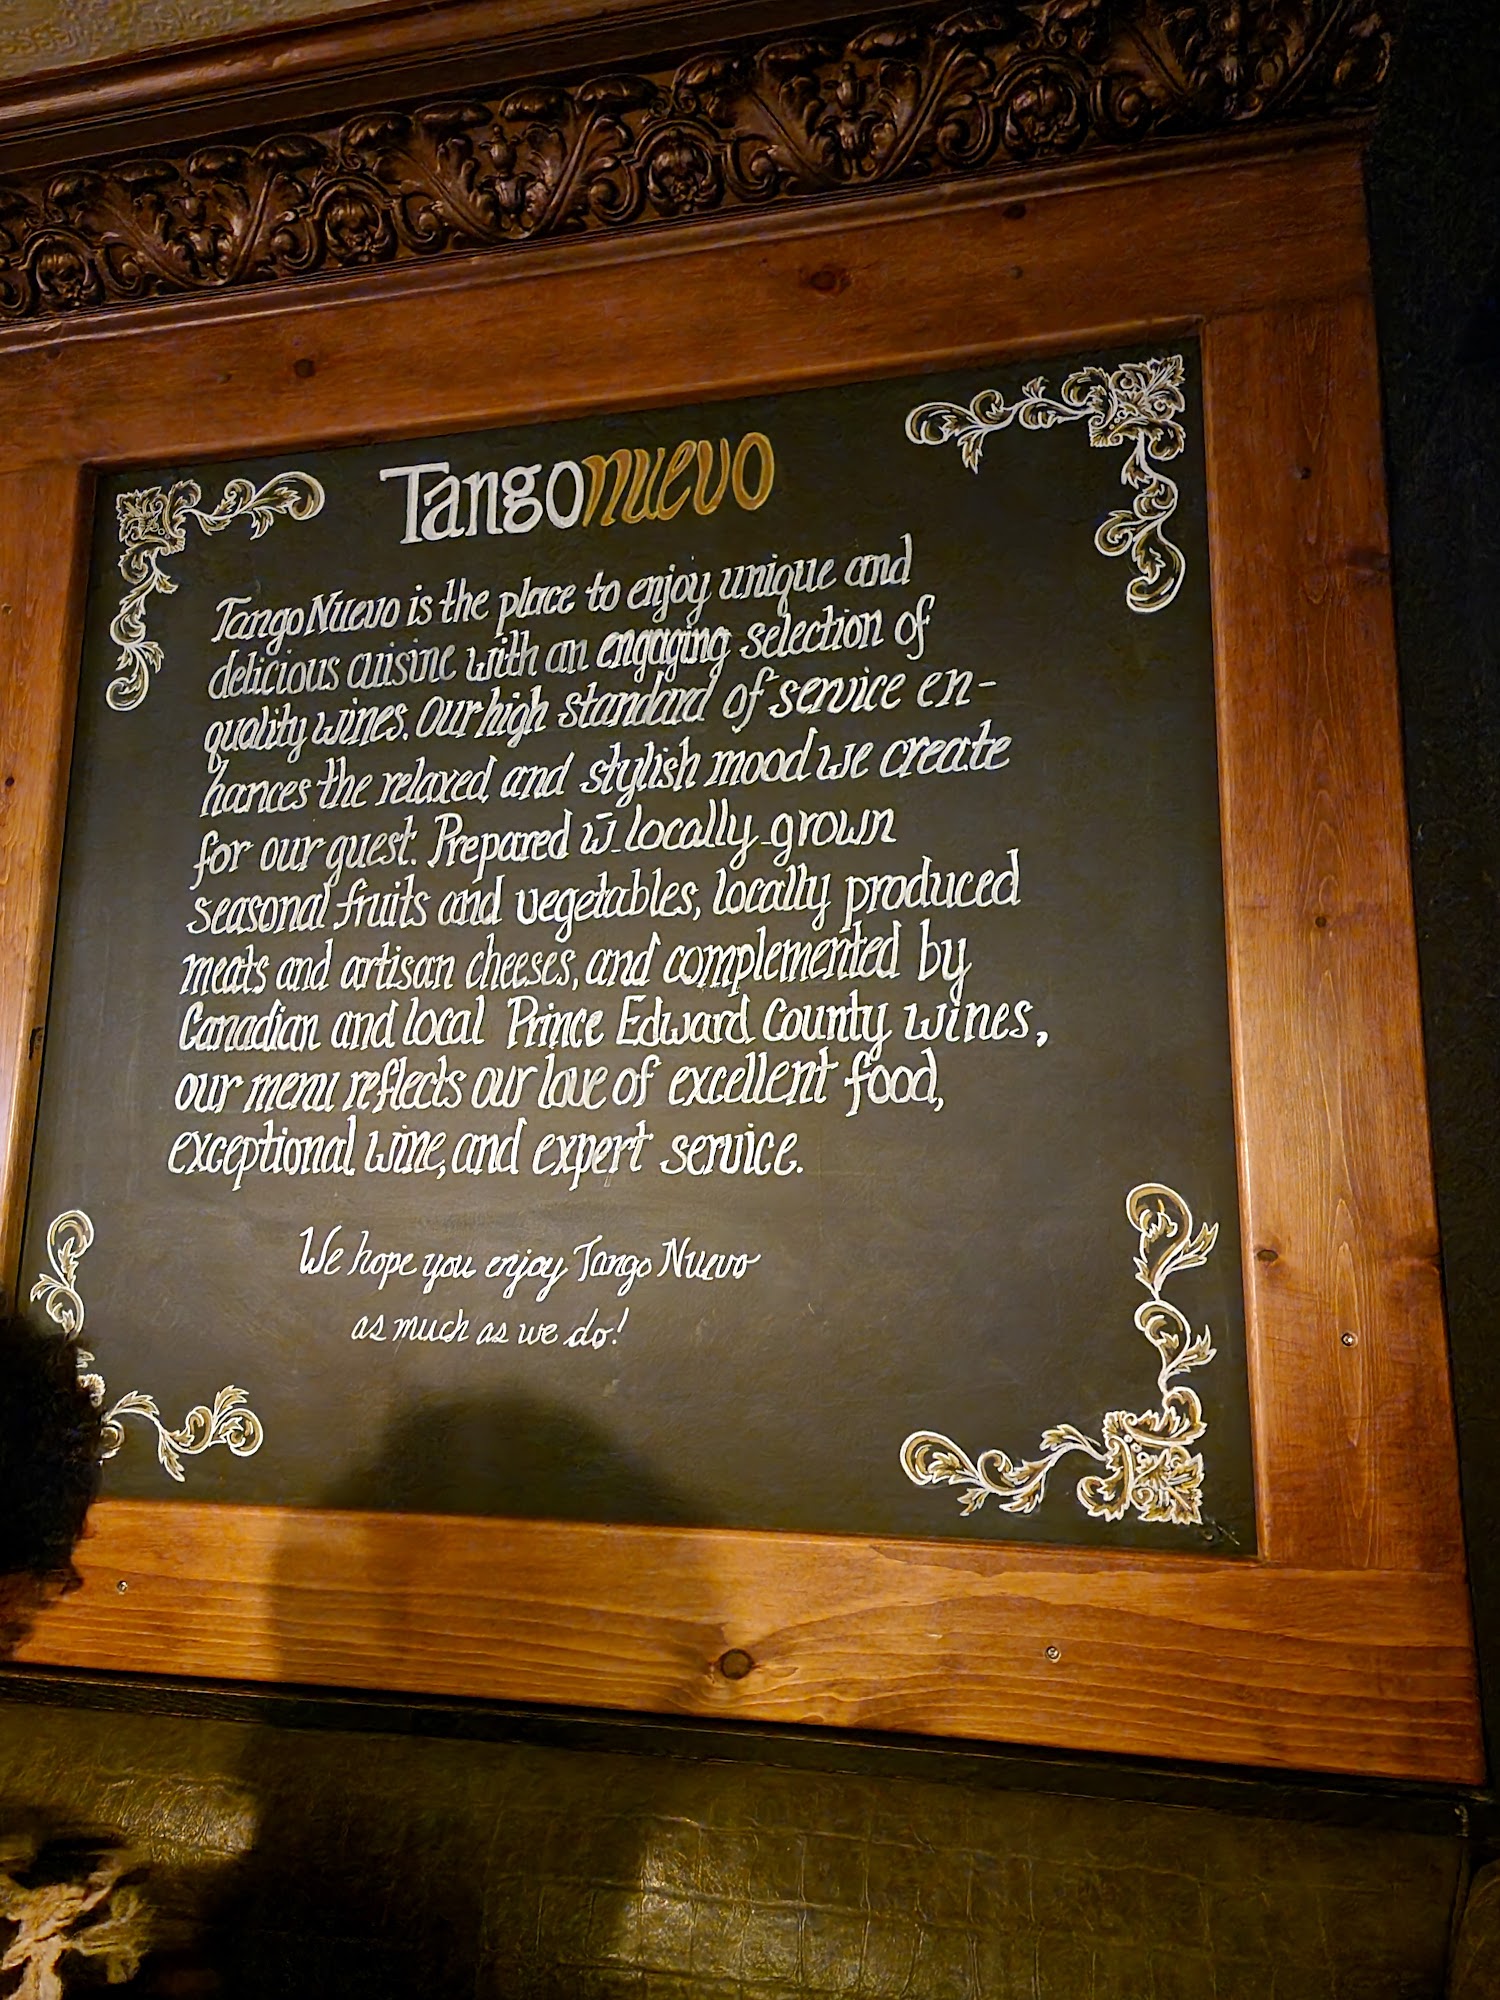 Tangonuevo
Tango Nuevo is the place to enjoy unique and
delicious cuisine with an engaging selection of
quality wines. Our high standard of service en-
hances the relaxed and stylish mood we create
for our guest. Prepared w̄ locally grown
seasonal fruits and vegetables, locally produced
meats and artisan cheeses, and complemented by
Canadian and local Prince Edward County wines,
our menu reflects our love of excellent food,
exceptional wine, and expert service.
We hope you enjoy Tango Nuevo
as much as we do!